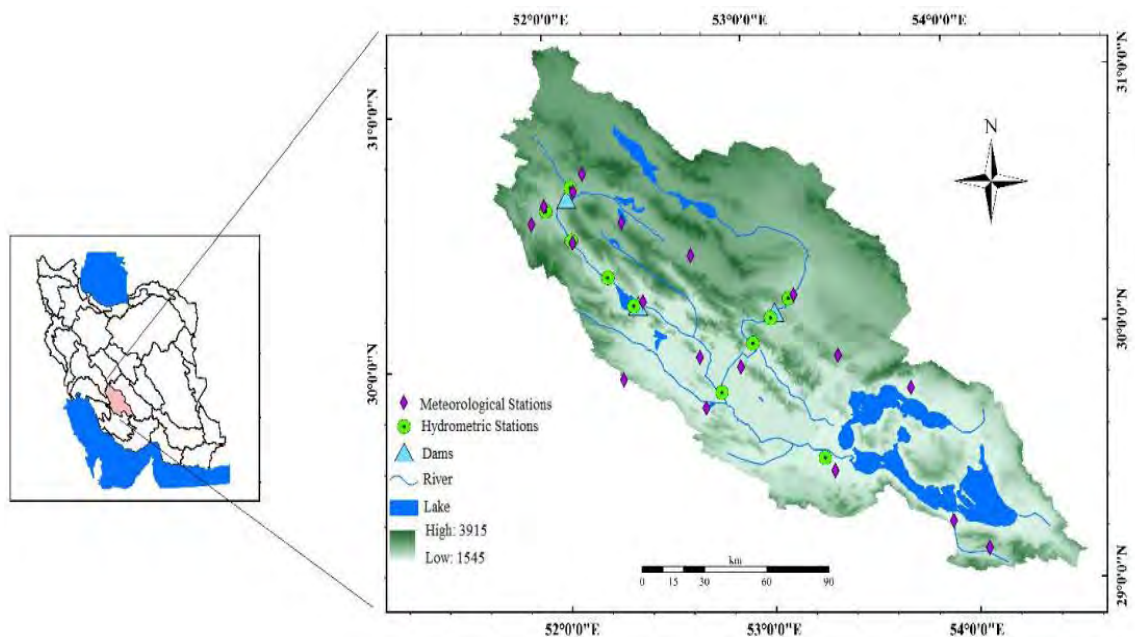 52°0'0"E 53°0'0"E 54°0'0"E
31°0'0"N
31°0'0"N
N
30°0'0"N
30°0'0"N
Meteorological Stations
Hydrometric Stations
Dams
River
Lake
High: 3915
Low: 1545
km
0 15 30 60 90
29°0'0"N
52°0'0"E 53°0'0"E 54°0'0"E